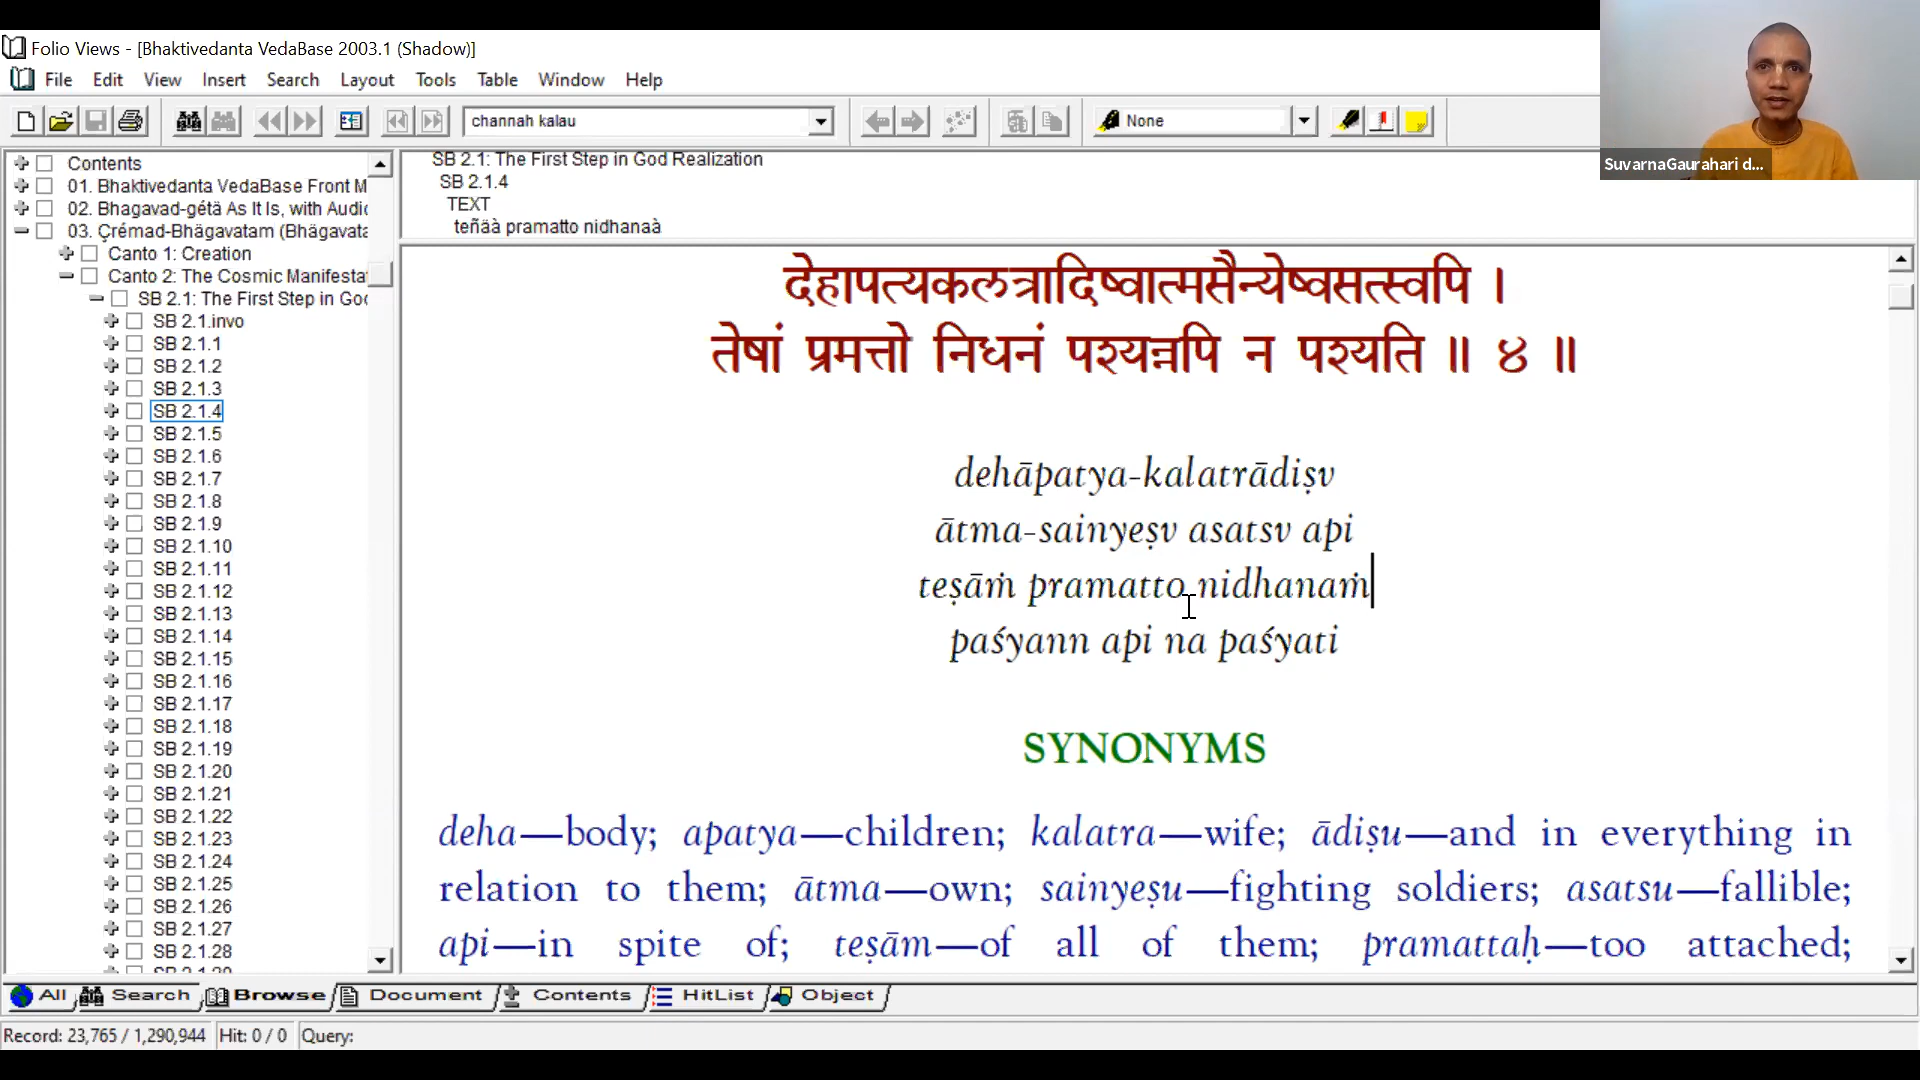 Folio Views - [Bhaktivedanta VedaBase 2003.1 (Shadow)]
File Edit View Insert Search Layout Tools Table Window Help
channah kalau
None
SuvarnaGaurahari d...
Contents
01. Bhaktivedanta VedaBase Front M
02. Bhagavad-gétä As It Is, with Audic
03. Çrémad-Bhägavatam (Bhägavata
Canto 1: Creation
Canto 2: The Cosmic Manifesta
SB 2.1: The First Step in Goc
SB 2.1.invo
SB 2.1.1
SB 2.1.2
SB 2.1.3
SB 2.1.4
SB 2.1.5
SB 2.1.6
SB 2.1.7
SB 2.1.8
SB 2.1.9
SB 2.1.10
SB 2.1.11
SB 2.1.12
SB 2.1.13
SB 2.1.14
SB 2.1.15
SB 2.1.16
SB 2.1.17
SB 2.1.18
SB 2.1.19
SB 2.1.20
SB 2.1.21
SB 2.1.22
SB 2.1.23
SB 2.1.24
SB 2.1.25
SB 2.1.26
SB 2.1.27
SB 2.1.28
SB 2.1: The First Step in God Realization
SB 2.1.4
TEXT
teñäà pramatto nidhanaà
देहापत्यकलत्रादिष्वात्मसैन्येष्वसत्स्वपि ।
तेषां प्रमत्तो निधनं पश्यन्नपि न पश्यति ॥ ४ ॥
dehāpatya-kalatrādiṣv
ātma-sainyeṣv asatsv api
teṣāṁ pramatto nidhanaṁ
paśyann api na paśyati
SYNONYMS
deha—body; apatya—children; kalatra—wife; ādiṣu—and in everything in
relation to them; ātma—own; sainyeṣu—fighting soldiers; asatsu—fallible;
api—in spite of; teṣām—of all of them; pramattaḥ—too attached;
All Search Browse Document Contents HitList Object
Record: 23,765 / 1,290,944 Hit: 0 / 0 Query: